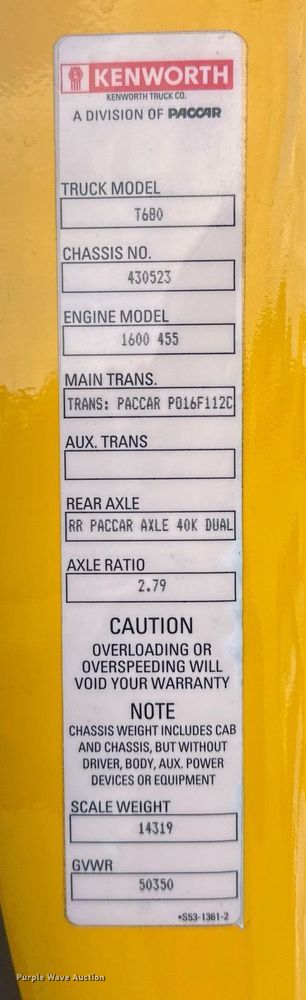 KENWORTH
KENWORTH TRUCK CO.
A DIVISION OF PACCAR
TRUCK MODEL
T680
CHASSIS NO.
430523
ENGINE MODEL
1600 455
MAIN TRANS.
TRANS: PACCAR PO16F112C
AUX. TRANS
REAR AXLE
RR PACCAR AXLE 40K DUAL
AXLE RATIO
2.79
CAUTION
OVERLOADING OR
OVERSPEEDING WILL
VOID YOUR WARRANTY
NOTE
CHASSIS WEIGHT INCLUDES CAB
AND CHASSIS, BUT WITHOUT
DRIVER, BODY, AUX. POWER
DEVICES OR EQUIPMENT
SCALE WEIGHT
14319
GVWR
50350
*S53-1361-2
Purple Wave Auction